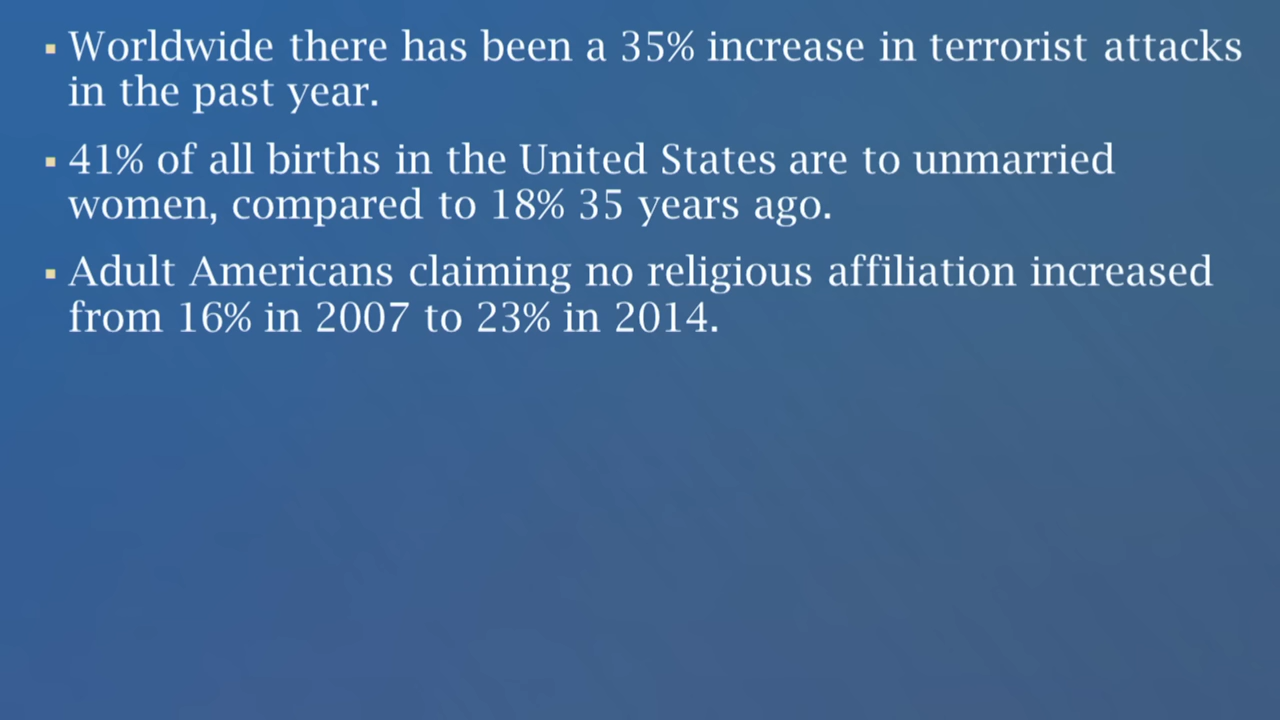 ▪ Worldwide there has been a 35% increase in terrorist attacks
in the past year.
▪ 41% of all births in the United States are to unmarried
women, compared to 18% 35 years ago.
▪ Adult Americans claiming no religious affiliation increased
from 16% in 2007 to 23% in 2014.